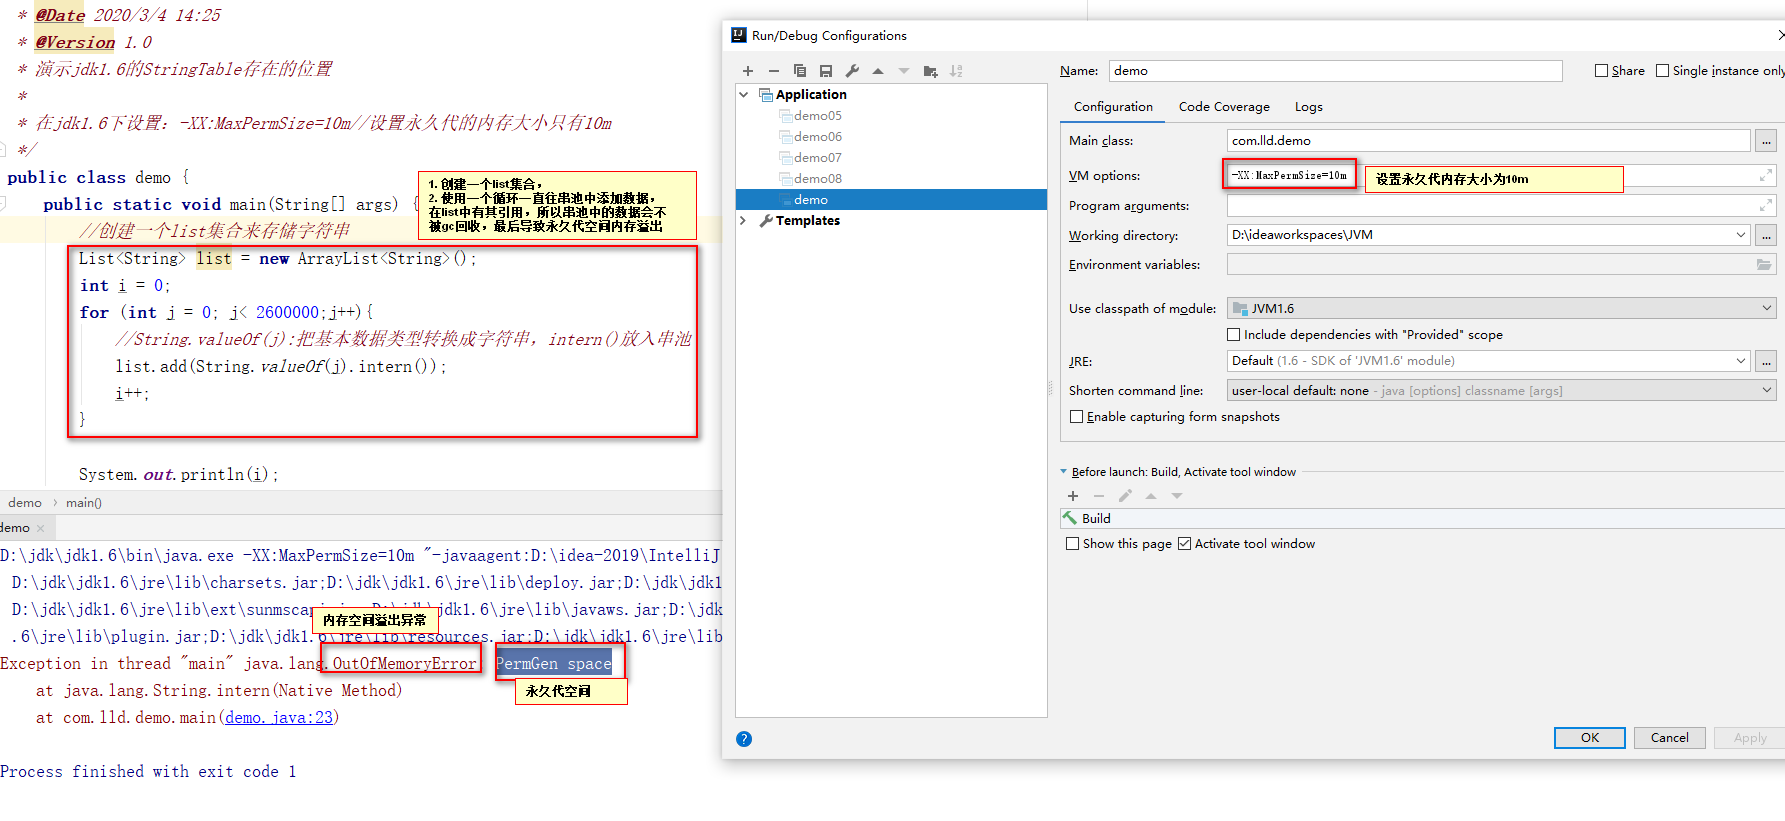 * @Date 2020/3/4 14:25
* @Version 1.0
* 演示jdk1.6的StringTable存在的位置
*
* 在jdk1.6下设置: -XX:MaxPermSize=10m//设置永久代的内存大小只有10m
*/
public class demo {
public static void main(String[] args) {
//创建一个list集合来存储字符串
List<String> list = new ArrayList<String>();
int i = 0;
for (int j = 0; j< 2600000;j++){
//String.valueOf(j):把基本数据类型转换成字符串, intern()放入串池
list.add(String.valueOf(j).intern());
i++;
}
System.out.println(i);
1. 创建一个list集合，
2. 使用一个循环一直往串池中添加数据，
在list中有其引用，所以串池中的数据会不
被gc回收，最后导致永久代空间内存溢出
demo
main()
demo
D:\jdk\jdk1.6\bin\java.exe -XX:MaxPermSize=10m "-javaagent:D:\idea-2019\IntelliJ
D:\jdk\jdk1.6\jre\lib\charsets.jar;D:\jdk\jdk1.6\jre\lib\deploy.jar;D:\jdk\jdk1
D:\jdk\jdk1.6\jre\lib\ext\sunmscapi \jdk1.6\jre\lib\javaws.jar;D:\jdk
.6\jre\lib\plugin.jar;D:\jdk\jdk1.6\jre\lib\resources.jar;D:\jdk\jdk1.6\jre\lib
内存空间溢出异常
Exception in thread "main" java.lang.OutOfMemoryError PermGen space
永久代空间
at java.lang.String.intern(Native Method)
at com.lld.demo.main(demo.java:23)
Process finished with exit code 1
Run/Debug Configurations
Application
demo05
demo06
demo07
demo08
demo
Templates
Name: demo
Share
Single instance only
Configuration Code Coverage Logs
Main class: com.lld.demo
VM options: -XX:MaxPermSize=10m
设置永久代内存大小为10m
Program arguments:
Working directory: D:\ideaworkspaces\JVM
Environment variables:
Use classpath of module: JVM1.6
Include dependencies with "Provided" scope
JRE: Default (1.6 - SDK of 'JVM1.6' module)
Shorten command line: user-local default: none - java [options] classname [args]
Enable capturing form snapshots
Before launch: Build, Activate tool window
Build
Show this page Activate tool window
OK Cancel Apply